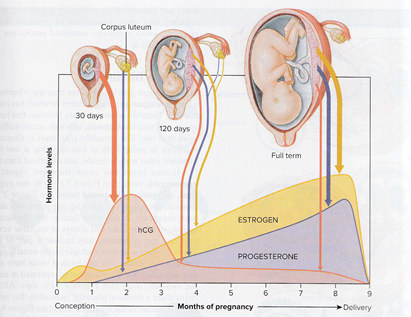 Corpus luteum
30 days
120 days
Full term
Hormone levels
hCG
ESTROGEN
PROGESTERONE
0 1 2 3 4 5 6 7 8 9
Conception Months of pregnancy Delivery